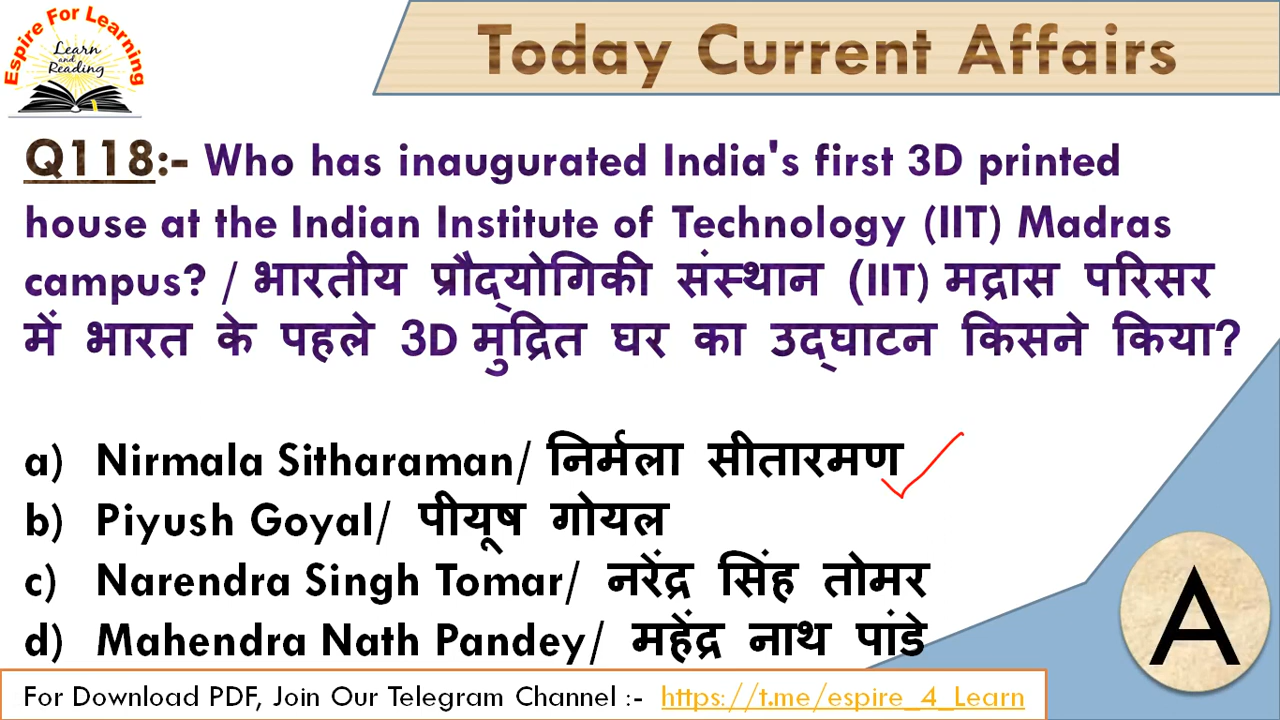 Espire For Learning
Learn
and
Reading
Today Current Affairs
Q118:- Who has inaugurated India's first 3D printed
house at the Indian Institute of Technology (IIT) Madras
campus? / भारतीय प्रौद्योगिकी संस्थान (IIT) मद्रास परिसर
में भारत के पहले 3D मुद्रित घर का उद्घाटन किसने किया?
a) Nirmala Sitharaman/ निर्मला सीतारमण
b) Piyush Goyal/ पीयूष गोयल
c) Narendra Singh Tomar/ नरेंद्र सिंह तोमर
d) Mahendra Nath Pandey/ महेंद्र नाथ पांडे
A
For Download PDF, Join Our Telegram Channel :- https://t.me/espire_4_Learn